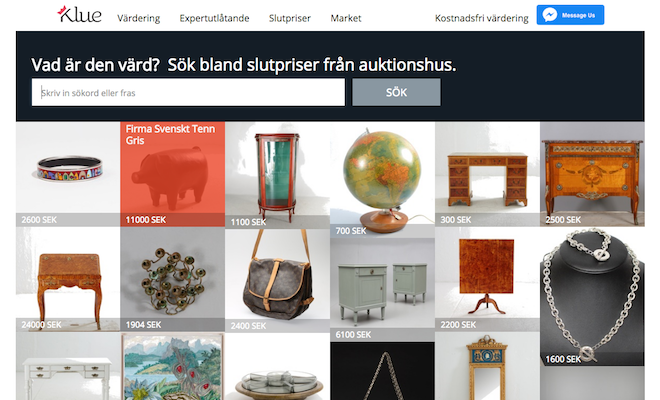 Klue
Värdering
Expertutlåtande
Slutpriser
Market
Kostnadsfri värdering
Message Us
Vad är den värd? Sök bland slutpriser från auktionshus.
Skriv in sökord eller fras
SÖK
2600 SEK
Firma Svenskt Tenn
Gris
11000 SEK
1100 SEK
700 SEK
300 SEK
2500 SEK
24000 SEK
1904 SEK
2400 SEK
6100 SEK
2200 SEK
1600 SEK